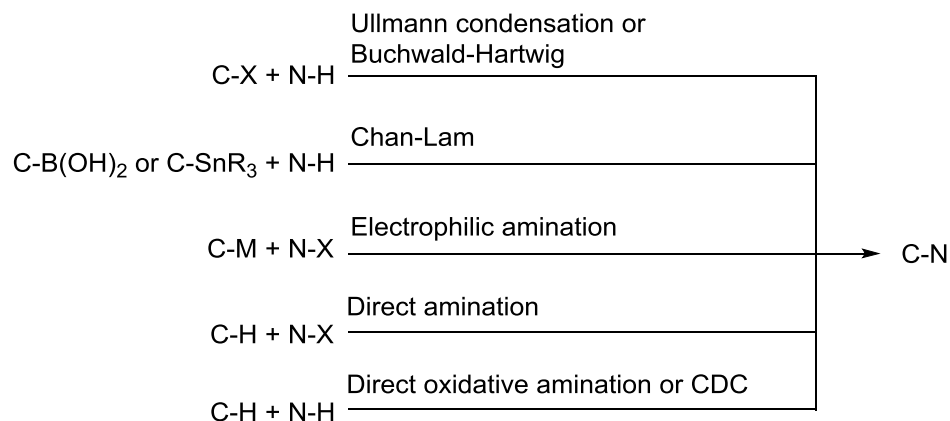 Ullmann condensation or
Buchwald-Hartwig
C-X + N-H
Chan-Lam
C-B(OH)₂ or C-SnR₃ + N-H
Electrophilic amination
C-M + N-X
C-N
Direct amination
C-H + N-X
Direct oxidative amination or CDC
C-H + N-H